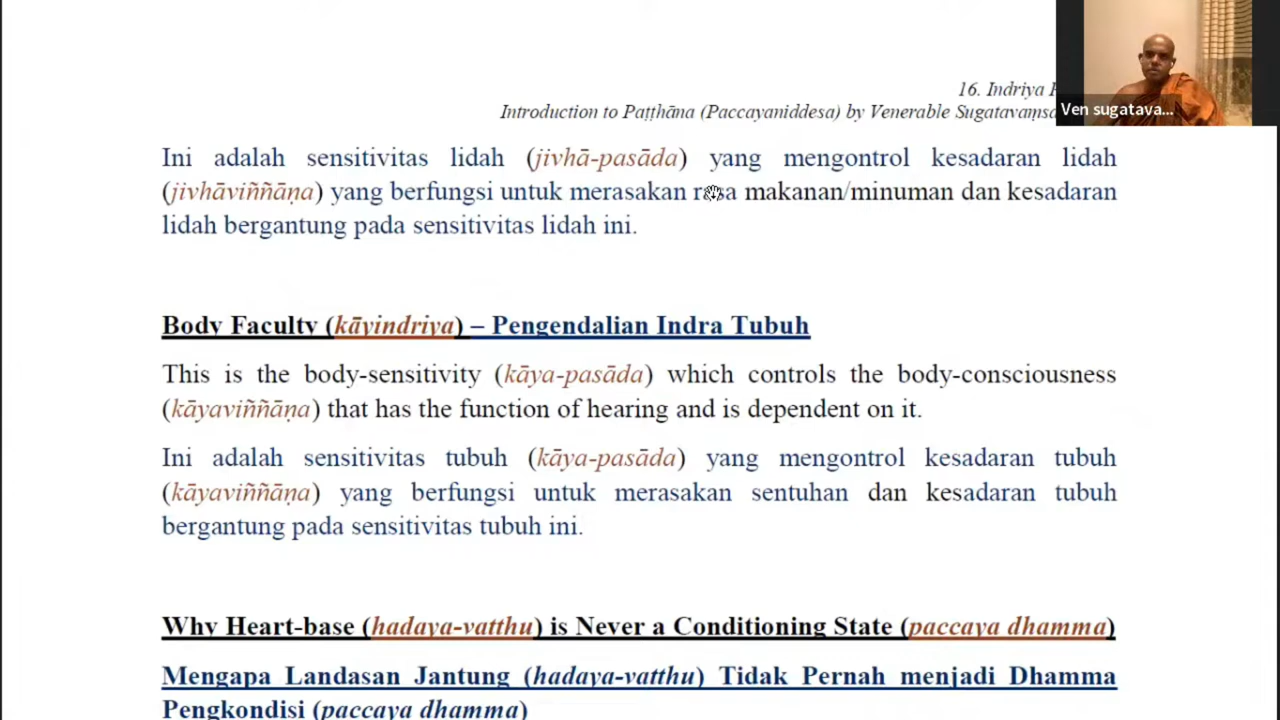 16. Indriya
Introduction to Paṭṭhāna (Paccayaniddesa) by Venerable Sugatavaṃsa
Ven sugatava...
Ini adalah sensitivitas lidah (jivhā-pasāda) yang mengontrol kesadaran lidah
(jivhāviññāṇa) yang berfungsi untuk merasakan rasa makanan/minuman dan kesadaran
lidah bergantung pada sensitivitas lidah ini.
Body Faculty (kāyindriya) – Pengendalian Indra Tubuh
This is the body-sensitivity (kāya-pasāda) which controls the body-consciousness
(kāyaviññāṇa) that has the function of hearing and is dependent on it.
Ini adalah sensitivitas tubuh (kāya-pasāda) yang mengontrol kesadaran tubuh
(kāyaviññāṇa) yang berfungsi untuk merasakan sentuhan dan kesadaran tubuh
bergantung pada sensitivitas tubuh ini.
Why Heart-base (hadaya-vatthu) is Never a Conditioning State (paccaya dhamma)
Mengapa Landasan Jantung (hadaya-vatthu) Tidak Pernah menjadi Dhamma
Pengkondisi (paccaya dhamma)